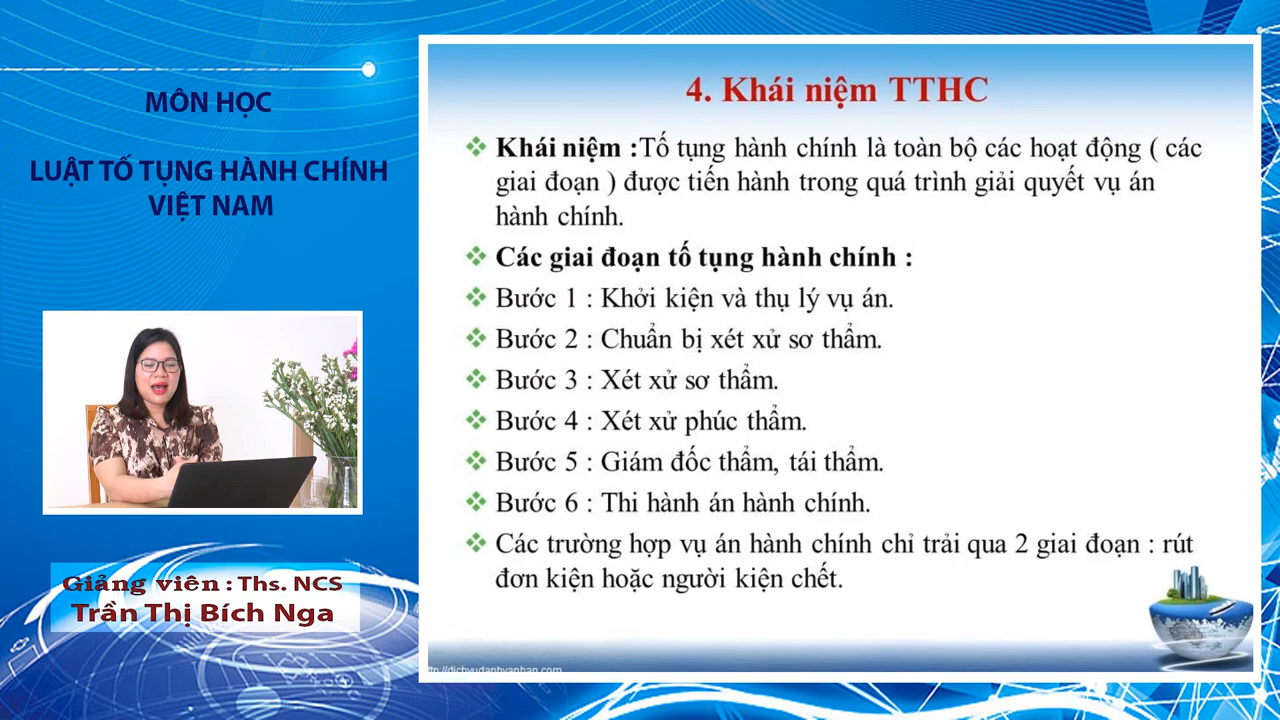 MÔN HỌC
LUẬT TỐ TỤNG HÀNH CHÍNH
VIỆT NAM
Giảng viên : Ths. NCS
Trần Thị Bích Nga
4. Khái niệm TTHC
Khái niệm :Tố tụng hành chính là toàn bộ các hoạt động ( các
giai đoạn ) được tiến hành trong quá trình giải quyết vụ án
hành chính.
Các giai đoạn tố tụng hành chính :
Bước 1 : Khởi kiện và thụ lý vụ án.
Bước 2 : Chuẩn bị xét xử sơ thẩm.
Bước 3 : Xét xử sơ thẩm.
Bước 4 : Xét xử phúc thẩm.
Bước 5 : Giám đốc thẩm, tái thẩm.
Bước 6 : Thi hành án hành chính.
Các trường hợp vụ án hành chính chỉ trải qua 2 giai đoạn : rút
đơn kiện hoặc người kiện chết.